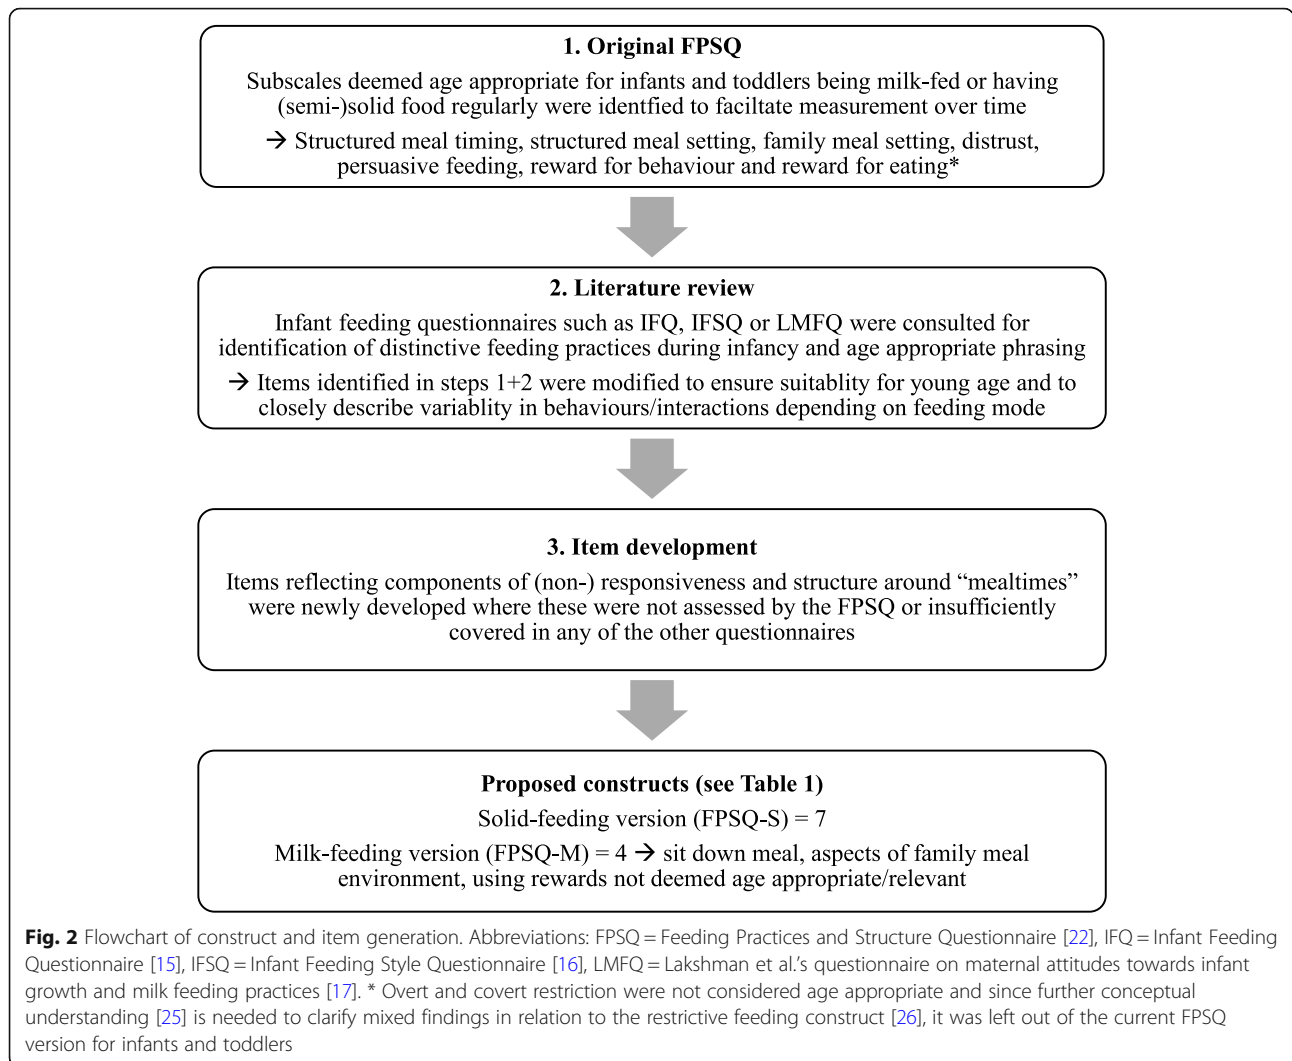 1. Original FPSQ
Subscales deemed age appropriate for infants and toddlers being milk-fed or having
(semi-)solid food regularly were identfied to faciltate measurement over time
→ Structured meal timing, structured meal setting, family meal setting, distrust,
persuasive feeding, reward for behaviour and reward for eating*
2. Literature review
Infant feeding questionnaires such as IFQ, IFSQ or LMFQ were consulted for
identification of distinctive feeding practices during infancy and age appropriate phrasing
→ Items identified in steps 1+2 were modified to ensure suitablity for young age and to
closely describe variablity in behaviours/interactions depending on feeding mode
3. Item development
Items reflecting components of (non-) responsiveness and structure around “mealtimes”
were newly developed where these were not assessed by the FPSQ or insufficiently
covered in any of the other questionnaires
Proposed constructs (see Table 1)
Solid-feeding version (FPSQ-S) = 7
Milk-feeding version (FPSQ-M) = 4 → sit down meal, aspects of family meal
environment, using rewards not deemed age appropriate/relevant
Fig. 2 Flowchart of construct and item generation. Abbreviations: FPSQ = Feeding Practices and Structure Questionnaire [22], IFQ = Infant Feeding
Questionnaire [15], IFSQ = Infant Feeding Style Questionnaire [16], LMFQ = Lakshman et al.’s questionnaire on maternal attitudes towards infant
growth and milk feeding practices [17]. * Overt and covert restriction were not considered age appropriate and since further conceptual
understanding [25] is needed to clarify mixed findings in relation to the restrictive feeding construct [26], it was left out of the current FPSQ
version for infants and toddlers